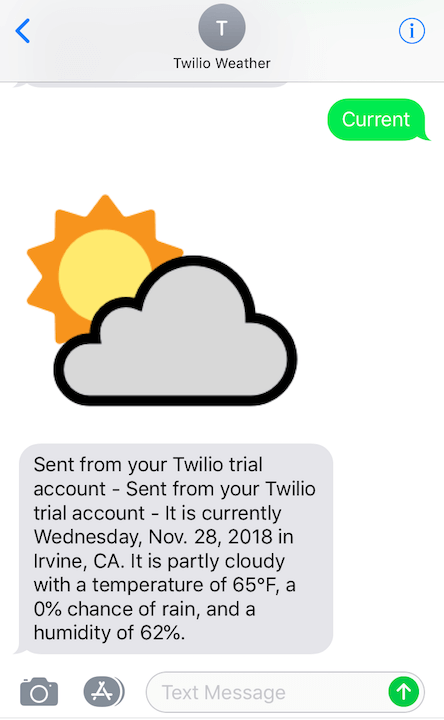 T
Twilio Weather
Current
Sent from your Twilio trial
account - Sent from your Twilio
trial account - It is currently
Wednesday, Nov. 28, 2018 in
Irvine, CA. It is partly cloudy
with a temperature of 65°F, a
0% chance of rain, and a
humidity of 62%.
Text Message